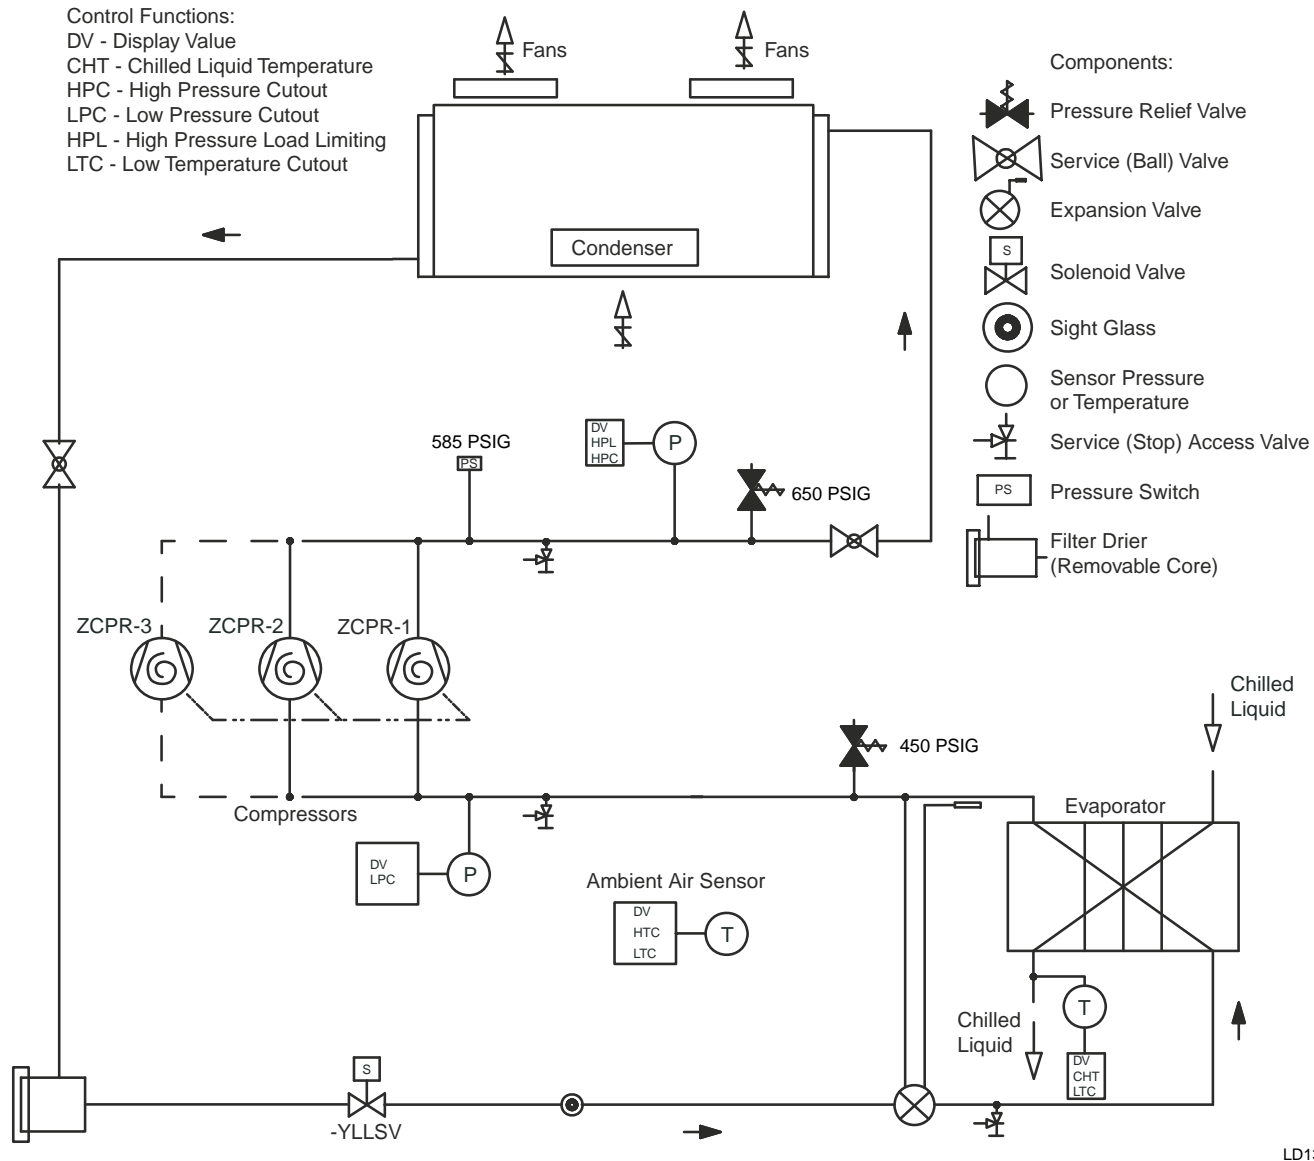 Control Functions:
DV - Display Value
CHT - Chilled Liquid Temperature
HPC - High Pressure Cutout
LPC - Low Pressure Cutout
HPL - High Pressure Load Limiting
LTC - Low Temperature Cutout
Fans
Fans
Components:
Pressure Relief Valve
Service (Ball) Valve
Expansion Valve
S
Solenoid Valve
Sight Glass
Sensor Pressure
or Temperature
Service (Stop) Access Valve
PS
Pressure Switch
Filter Drier
(Removable Core)
Condenser
585 PSIG
PS
DV
HPL
HPC
P
650 PSIG
ZCPR-3
ZCPR-2
ZCPR-1
Chilled
Liquid
450 PSIG
Compressors
Evaporator
DV
LPC
P
Ambient Air Sensor
DV
HTC
LTC
T
Chilled
Liquid
T
DV
CHT
LTC
S
-YLLSV